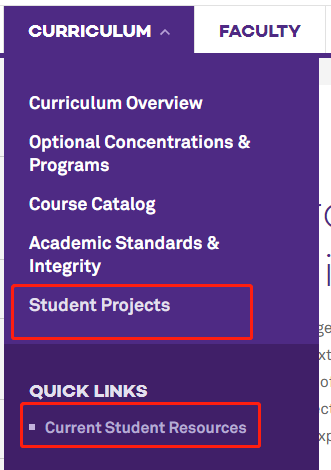 CURRICULUM FACULTY
Curriculum Overview
Optional Concentrations &
Programs
Course Catalog
Academic Standards &
Integrity
Student Projects
QUICK LINKS
Current Student Resources